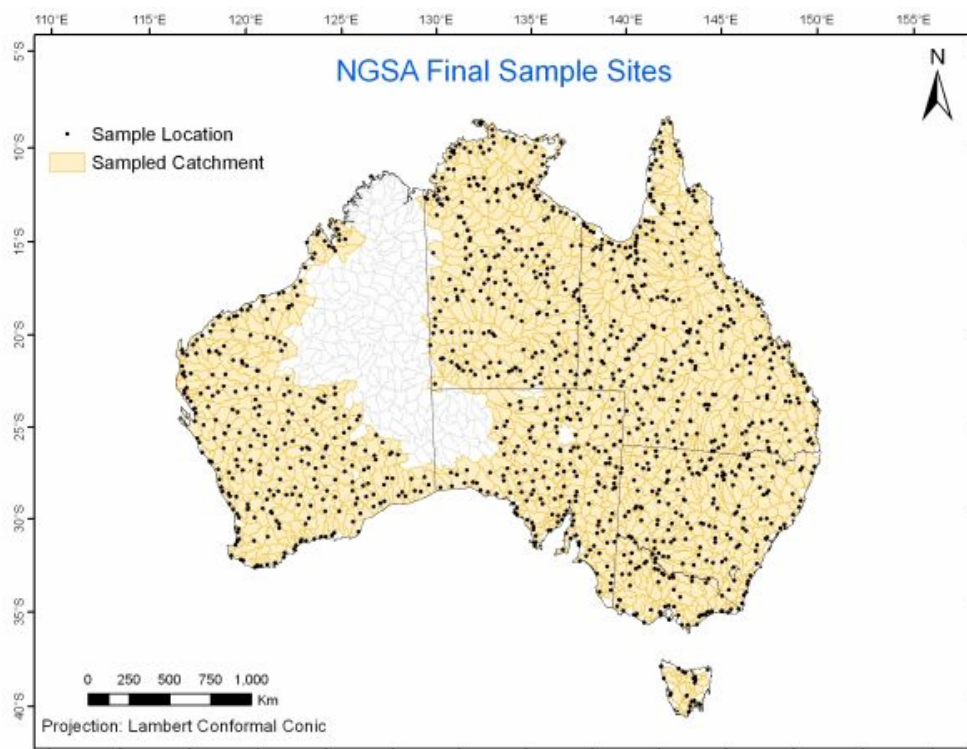 110°E 115°E 120°E 125°E 130°E 135°E 140°E 145°E 150°E 155°E
NGSA Final Sample Sites
N
Sample Location
Sampled Catchment
5°S
10°S
15°S
20°S
25°S
30°S
35°S
40°S
0 250 500 750 1,000
Km
Projection: Lambert Conformal Conic